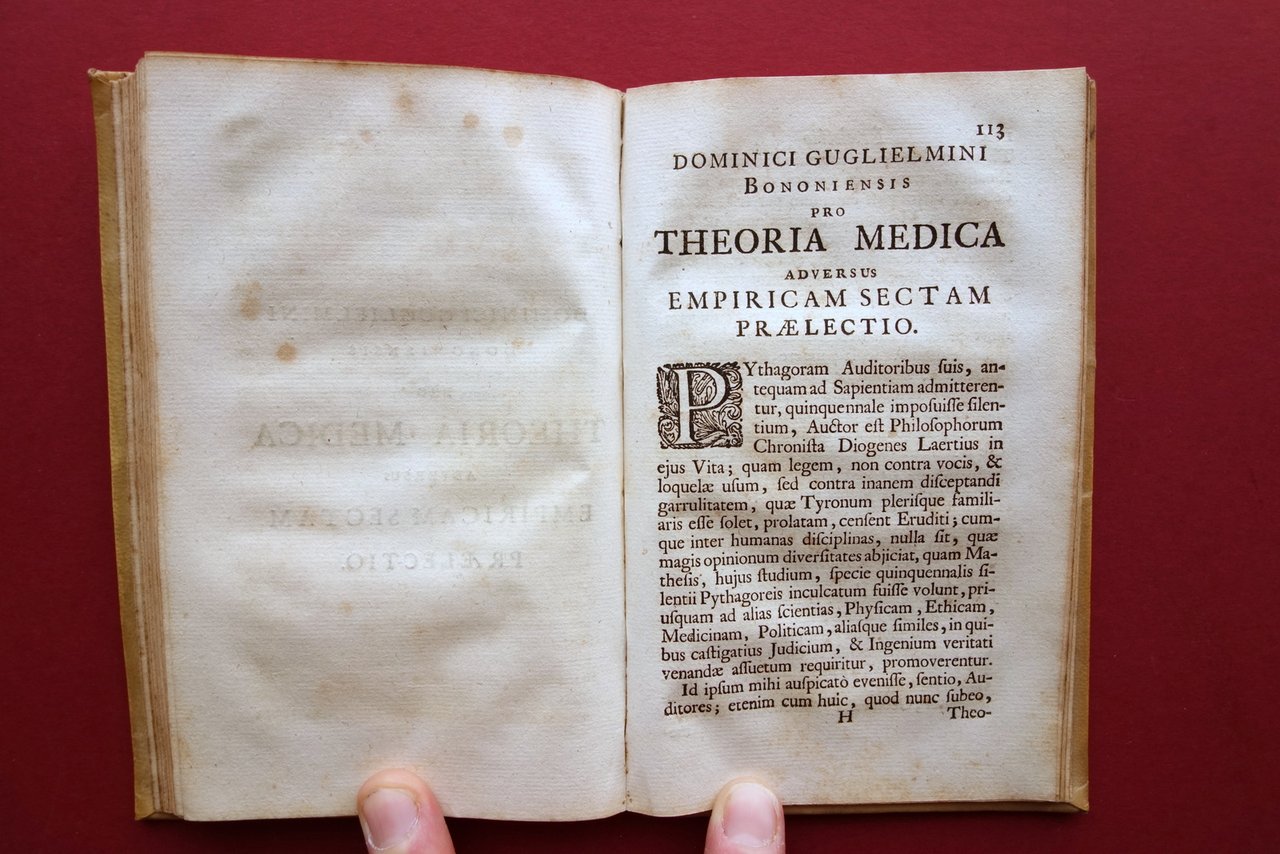 113
DOMINICI GUGLIELMINI
BONONIENSIS
PRO
THEORIA MEDICA
ADVERSUS
EMPIRICAM SECTAM
PRÆLECTIO.
PYthagoram Auditoribus ſuis, an-
tequam ad Sapientiam admitteren-
tur, quinquennale impoſuiſſe ſilen-
tium, Auctor eſt Philoſophorum
Chroniſta Diogenes Laertius in
ejus Vita; quam legem, non contra vocis, &
loquelæ uſum, ſed contra inanem diſceptandi
garrulitatem, quæ Tyronum pleriſque famili-
aris eſſe ſolet, prolatam, cenſent Eruditi; cum-
que inter humanas diſciplinas, nulla ſit, quæ
magis opinionum diverſitates abjiciat, quam Ma-
theſis, hujus ſtudium, ſpecie quinquennalis ſi-
lentii Pythagoreis inculcatum fuiſſe volunt, pri-
uſquam ad alias ſcientias, Phyſicam, Ethicam,
Medicinam, Politicam, aliaſque ſimiles, in qui-
bus caſtigatius Judicium, & Ingenium veritati
venandæ aſſuetum requiritur, promoverentur.
Id ipſum mihi auſpicatò eveniſſe, ſentio, Au-
ditores; etenim cum huic, quod nunc ſubeo,
H Theo-